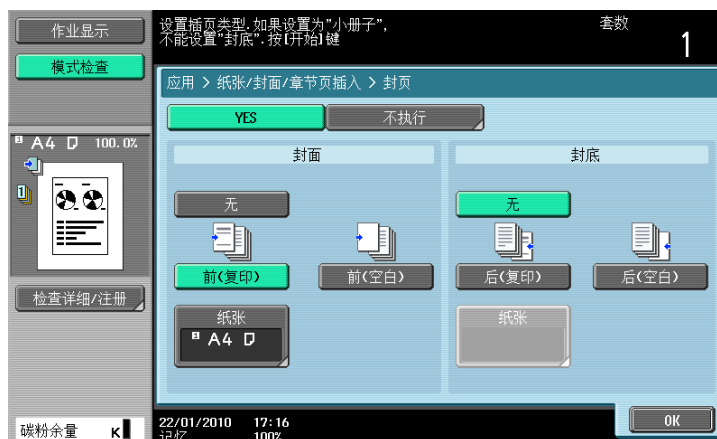 作业显示
模式检查
设置插页类型.如果设置为"小册子",
不能设置"封底".按[开始]键
套数
1
应用 > 纸张/封面/章节页插入 > 封页
YES
不执行
A4 100.0%
1
检查详细/注册
封面
无
前(复印)
前(空白)
纸张
A4
封底
无
后(复印)
后(空白)
纸张
碳粉余量 K
22/01/2010 17:16
记忆 100%
OK